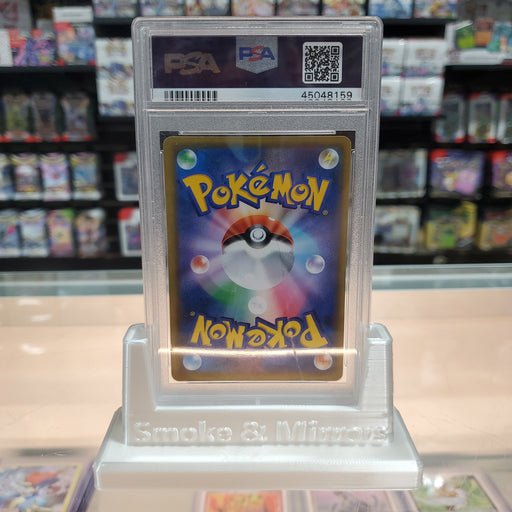 PSA PSA
45048159
POKéMON
POKéMON
Smoke & Mirrors